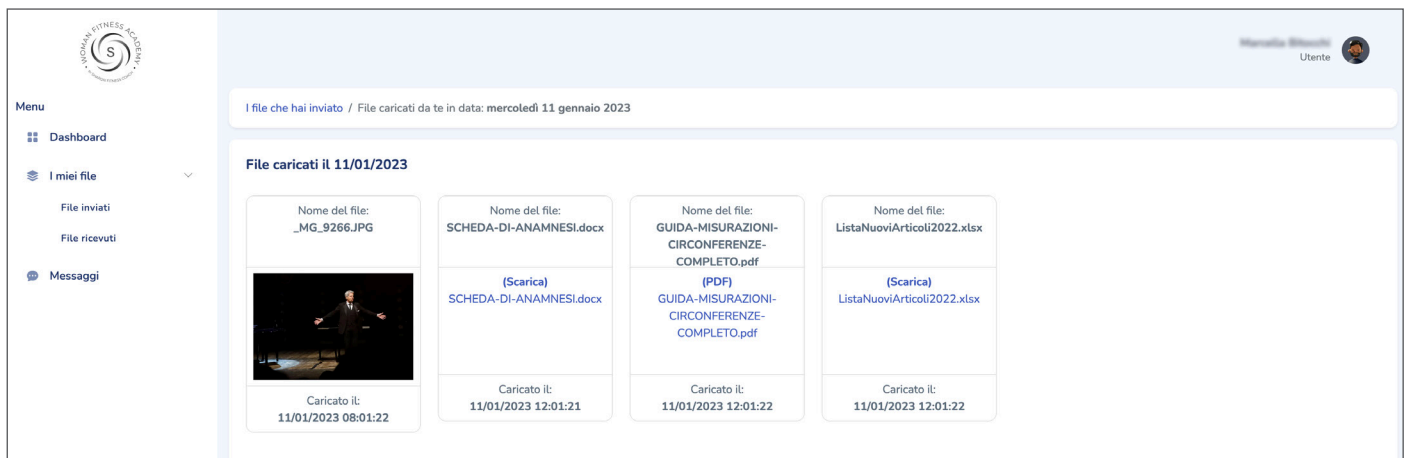 WOMAN FITNESS ACADEMY
S
Utente
Menu
I file che hai inviato / File caricati da te in data: mercoledì 11 gennaio 2023
Dashboard
File caricati il 11/01/2023
I miei file
File inviati
File ricevuti
Messaggi
Nome del file:
_MG_9266.JPG
Caricato il:
11/01/2023 08:01:22
Nome del file:
SCHEDA-DI-ANAMNESI.docx
(Scarica)
SCHEDA-DI-ANAMNESI.docx
Caricato il:
11/01/2023 12:01:21
Nome del file:
GUIDA-MISURAZIONI-
CIRCONFERENZE-
COMPLETO.pdf
(PDF)
GUIDA-MISURAZIONI-
CIRCONFERENZE-
COMPLETO.pdf
Caricato il:
11/01/2023 12:01:22
Nome del file:
ListaNuoviArticoli2022.xlsx
(Scarica)
ListaNuoviArticoli2022.xlsx
Caricato il:
11/01/2023 12:01:22